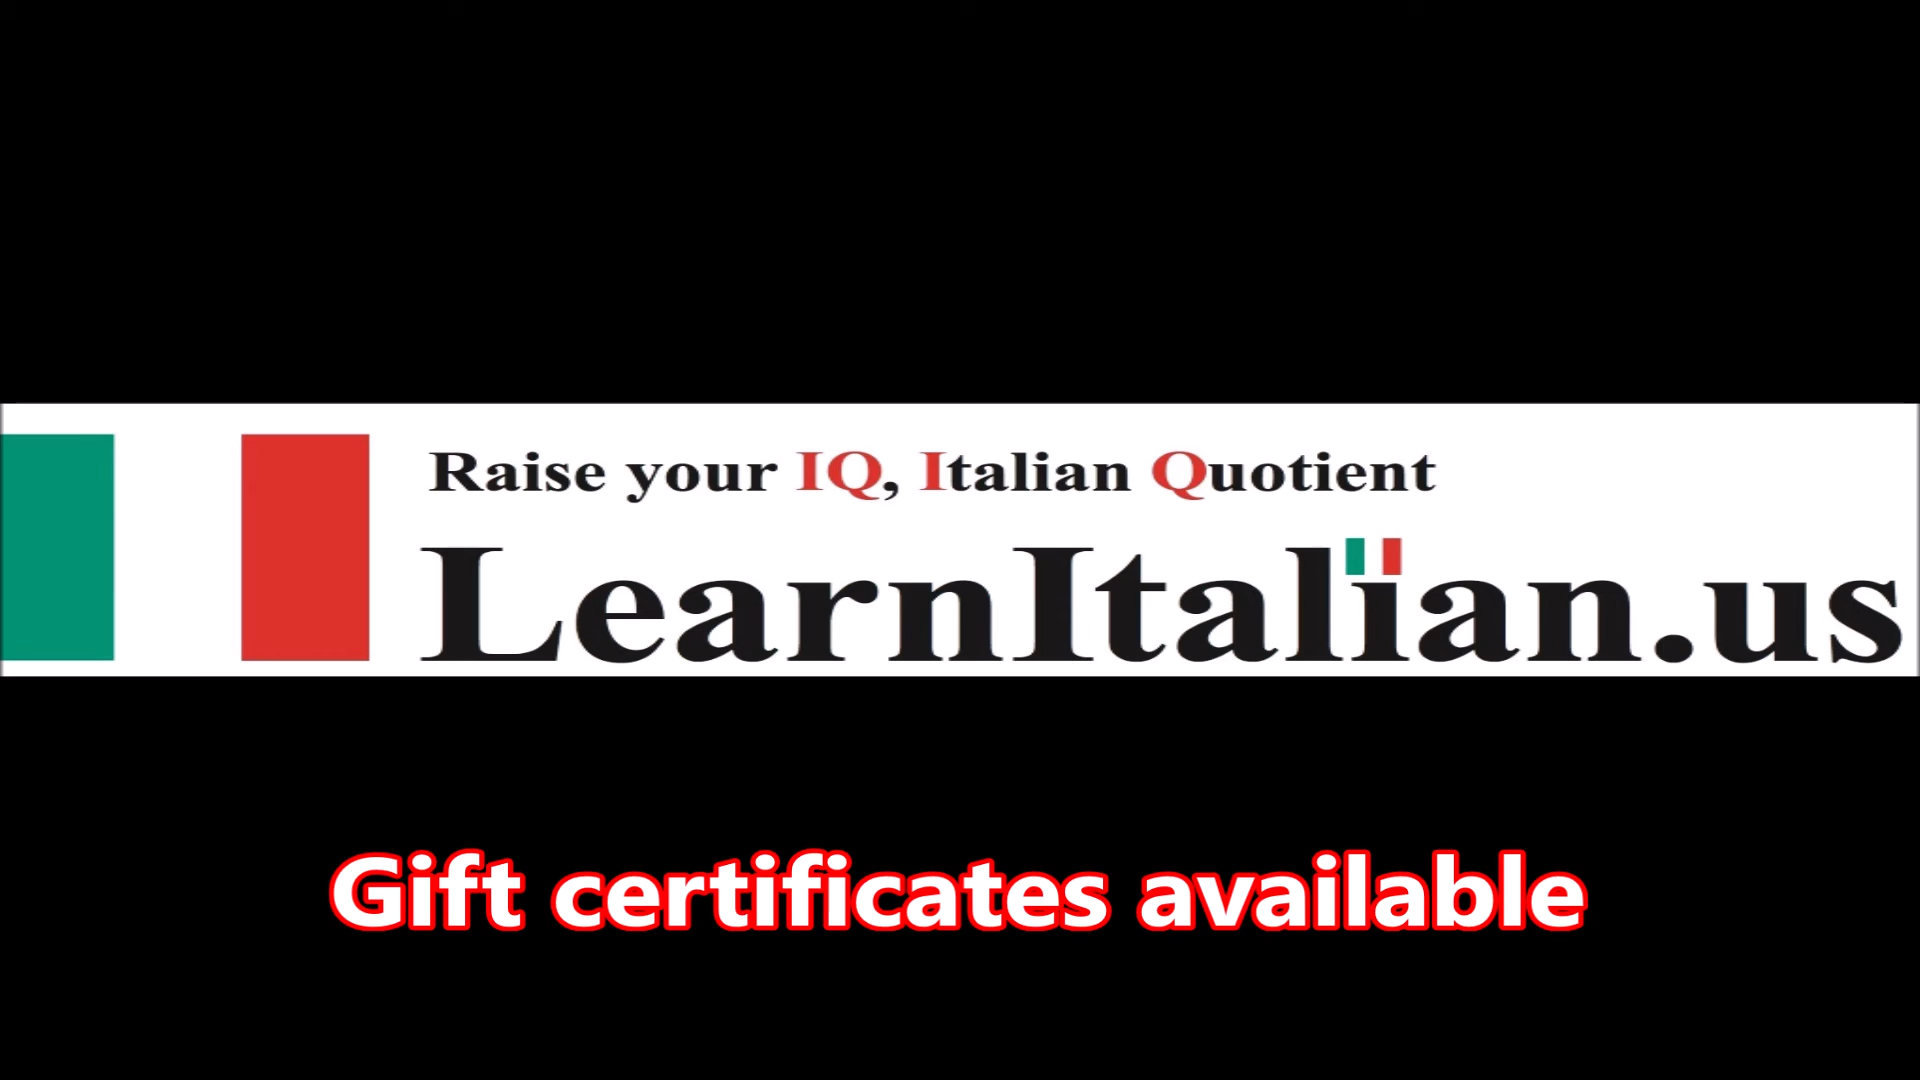 Raise your IQ, Italian Quotient
LearnItalian.us
Gift certificates available